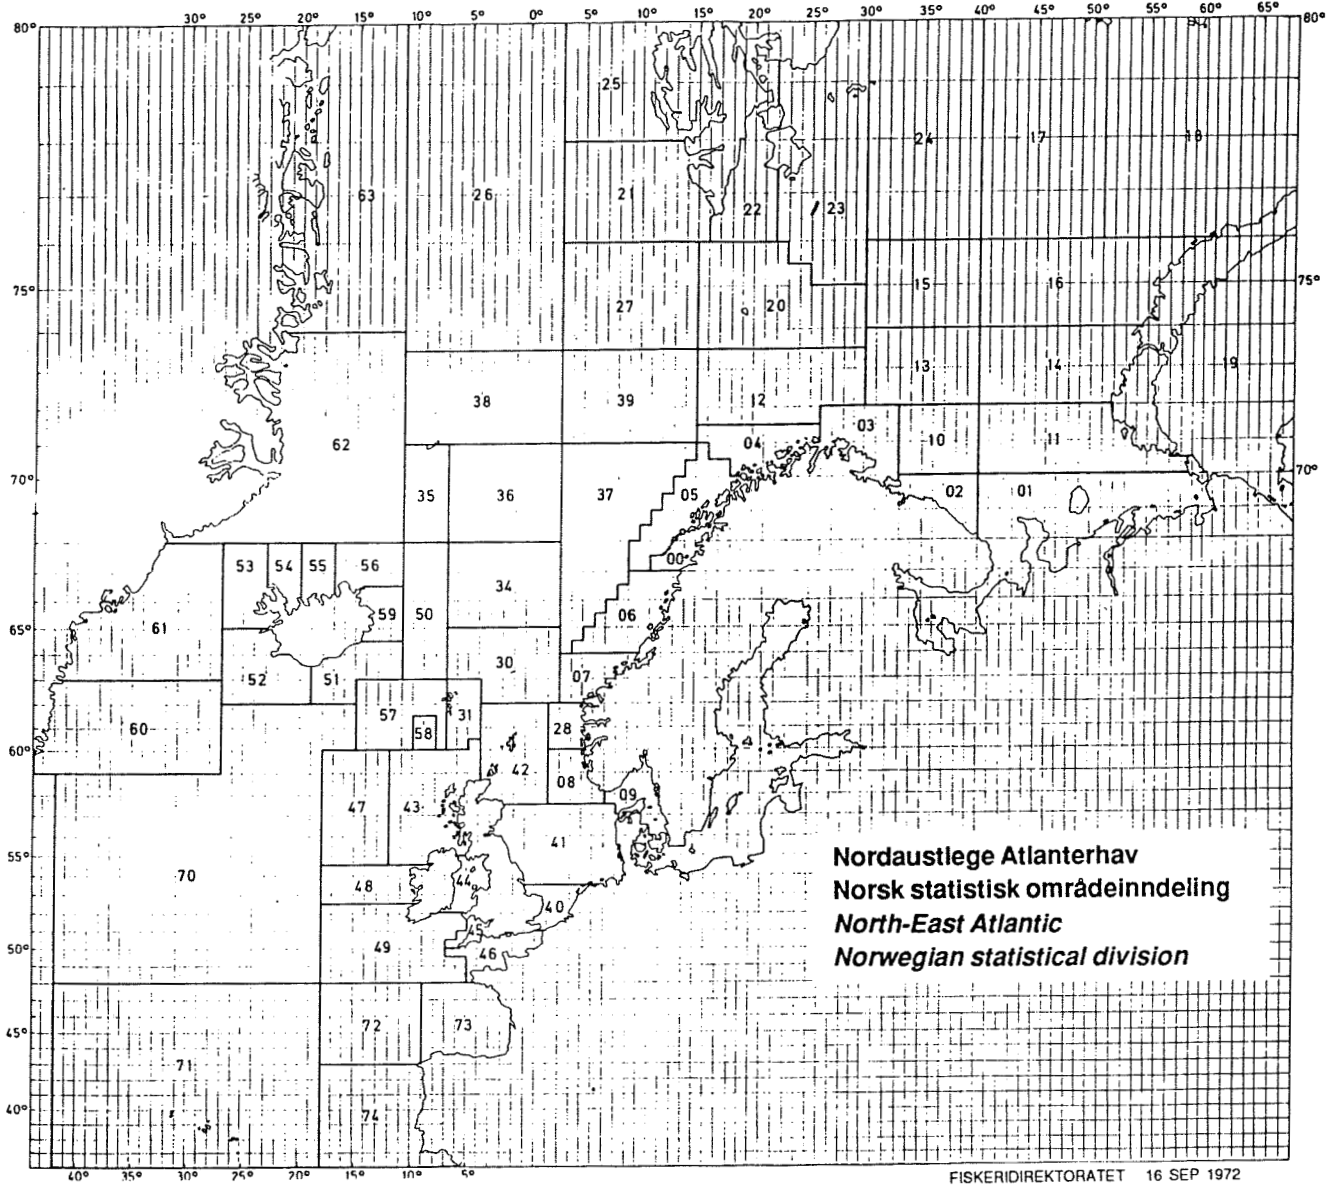 30° 25° 20° 15° 10° 5° 0° 5° 10° 15° 20° 25° 30° 35° 40° 45° 50° 55° 60° 65°
80° 80°
25
24 17 18
63 26 21 22 23
75° 27 20 15 16 75°
38 39 12 13 14 19
62 04 03 10 11
70° 35 36 37 05 02 01 70°
00
53 54 55 56 34
59 50 06
65° 61
52 51 30 07
60 57 58 31 28
60° 42 08
47 43 09
41
55° 70 48 44
40
49 45 46
50°
72 73
45° 71
40° 74
40° 30° 25° 20° 15° 10° 5°
Nordaustlege Atlanterhav
Norsk statistisk områdeinndeling
North-East Atlantic
Norwegian statistical division
FISKERIDIREKTORATET 16 SEP 1972